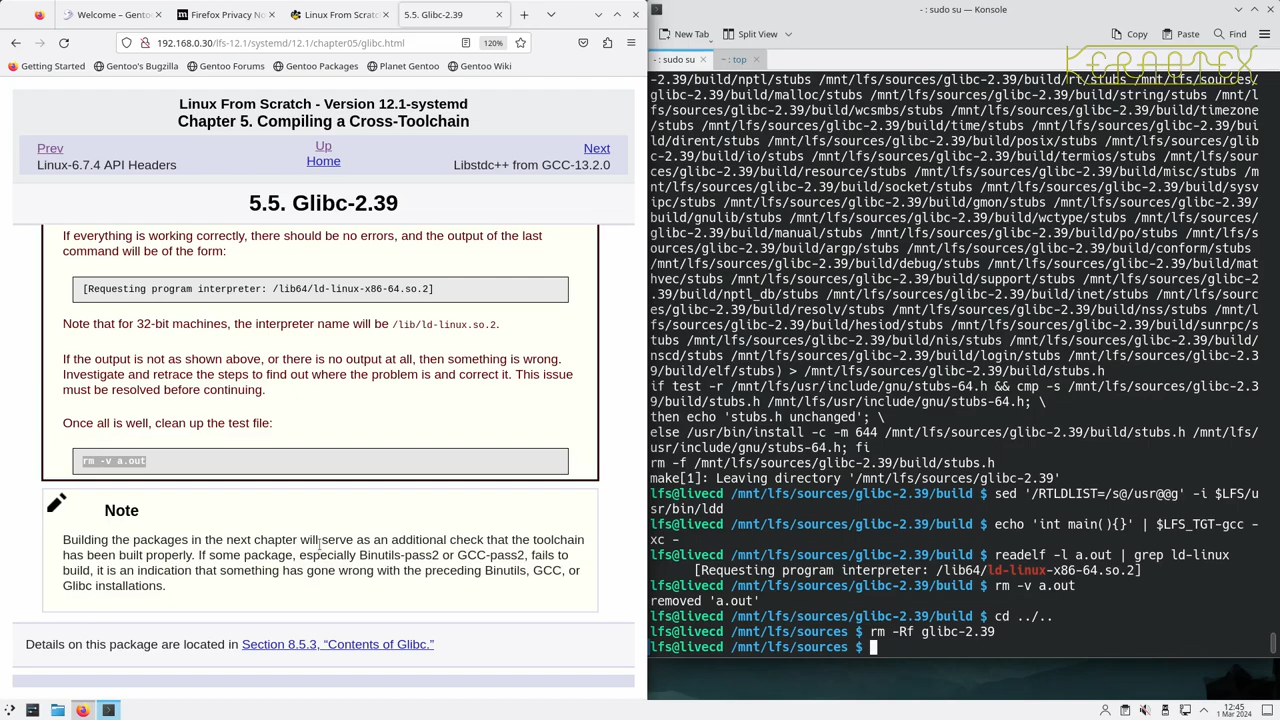 Welcome – Gento
Firefox Privacy No
Linux From Scratc
5.5. Glibc-2.39
192.168.0.30/lfs-12.1/systemd/12.1/chapter05/glibc.html
120%
Getting Started
Gentoo's Bugzilla
Gentoo Forums
Gentoo Packages
Planet Gentoo
Gentoo Wiki
Linux From Scratch - Version 12.1-systemd
Chapter 5. Compiling a Cross-Toolchain
Prev
Up
Next
Linux-6.7.4 API Headers
Home
Libstdc++ from GCC-13.2.0
5.5. Glibc-2.39
If everything is working correctly, there should be no errors, and the output of the last
command will be of the form:
[Requesting program interpreter: /lib64/ld-linux-x86-64.so.2]
Note that for 32-bit machines, the interpreter name will be /lib/ld-linux.so.2.
If the output is not as shown above, or there is no output at all, then something is wrong.
Investigate and retrace the steps to find out where the problem is and correct it. This issue
must be resolved before continuing.
Once all is well, clean up the test file:
rm -v a.out
Note
Building the packages in the next chapter will serve as an additional check that the toolchain
has been built properly. If some package, especially Binutils-pass2 or GCC-pass2, fails to
build, it is an indication that something has gone wrong with the preceding Binutils, GCC, or
Glibc installations.
Details on this package are located in Section 8.5.3, “Contents of Glibc.”
- : sudo su — Konsole
New Tab
Split View
Copy
Paste
Find
- : sudo su
~ : top
-2.39/build/nptl/stubs /mnt/lfs/sources/glibc-2.39/build/rt/stubs /mnt/lfs/sources/
glibc-2.39/build/malloc/stubs /mnt/lfs/sources/glibc-2.39/build/string/stubs /mnt/l
fs/sources/glibc-2.39/build/wcsmbs/stubs /mnt/lfs/sources/glibc-2.39/build/timezone
/stubs /mnt/lfs/sources/glibc-2.39/build/time/stubs /mnt/lfs/sources/glibc-2.39/bui
ld/dirent/stubs /mnt/lfs/sources/glibc-2.39/build/posix/stubs /mnt/lfs/sources/glib
c-2.39/build/io/stubs /mnt/lfs/sources/glibc-2.39/build/termios/stubs /mnt/lfs/sour
ces/glibc-2.39/build/resource/stubs /mnt/lfs/sources/glibc-2.39/build/misc/stubs /m
nt/lfs/sources/glibc-2.39/build/socket/stubs /mnt/lfs/sources/glibc-2.39/build/sysv
ipc/stubs /mnt/lfs/sources/glibc-2.39/build/gmon/stubs /mnt/lfs/sources/glibc-2.39/
build/gnulib/stubs /mnt/lfs/sources/glibc-2.39/build/wctype/stubs /mnt/lfs/sources/
glibc-2.39/build/manual/stubs /mnt/lfs/sources/glibc-2.39/build/po/stubs /mnt/lfs/s
ources/glibc-2.39/build/argp/stubs /mnt/lfs/sources/glibc-2.39/build/conform/stubs
/mnt/lfs/sources/glibc-2.39/build/debug/stubs /mnt/lfs/sources/glibc-2.39/build/mat
hvec/stubs /mnt/lfs/sources/glibc-2.39/build/support/stubs /mnt/lfs/sources/glibc-2
.39/build/nptl_db/stubs /mnt/lfs/sources/glibc-2.39/build/inet/stubs /mnt/lfs/sourc
es/glibc-2.39/build/resolv/stubs /mnt/lfs/sources/glibc-2.39/build/nss/stubs /mnt/l
fs/sources/glibc-2.39/build/hesiod/stubs /mnt/lfs/sources/glibc-2.39/build/sunrpc/s
tubs /mnt/lfs/sources/glibc-2.39/build/nis/stubs /mnt/lfs/sources/glibc-2.39/build/
nscd/stubs /mnt/lfs/sources/glibc-2.39/build/login/stubs /mnt/lfs/sources/glibc-2.3
9/build/elf/stubs) > /mnt/lfs/sources/glibc-2.39/build/stubs.h
if test -r /mnt/lfs/usr/include/gnu/stubs-64.h && cmp -s /mnt/lfs/sources/glibc-2.3
9/build/stubs.h /mnt/lfs/usr/include/gnu/stubs-64.h; \
then echo 'stubs.h unchanged'; \
else /usr/bin/install -c -m 644 /mnt/lfs/sources/glibc-2.39/build/stubs.h /mnt/lfs/
usr/include/gnu/stubs-64.h; fi
rm -f /mnt/lfs/sources/glibc-2.39/build/stubs.h
make[1]: Leaving directory '/mnt/lfs/sources/glibc-2.39'
lfs@livecd /mnt/lfs/sources/glibc-2.39/build $ sed '/RTLDLIST=/s@/usr@@g' -i $LFS/u
sr/bin/ldd
lfs@livecd /mnt/lfs/sources/glibc-2.39/build $ echo 'int main(){}' | $LFS_TGT-gcc -
xc -
lfs@livecd /mnt/lfs/sources/glibc-2.39/build $ readelf -l a.out | grep ld-linux
[Requesting program interpreter: /lib64/ld-linux-x86-64.so.2]
lfs@livecd /mnt/lfs/sources/glibc-2.39/build $ rm -v a.out
removed 'a.out'
lfs@livecd /mnt/lfs/sources/glibc-2.39/build $ cd ../..
lfs@livecd /mnt/lfs/sources $ rm -Rf glibc-2.39
lfs@livecd /mnt/lfs/sources $
12:45
1 Mar 2024